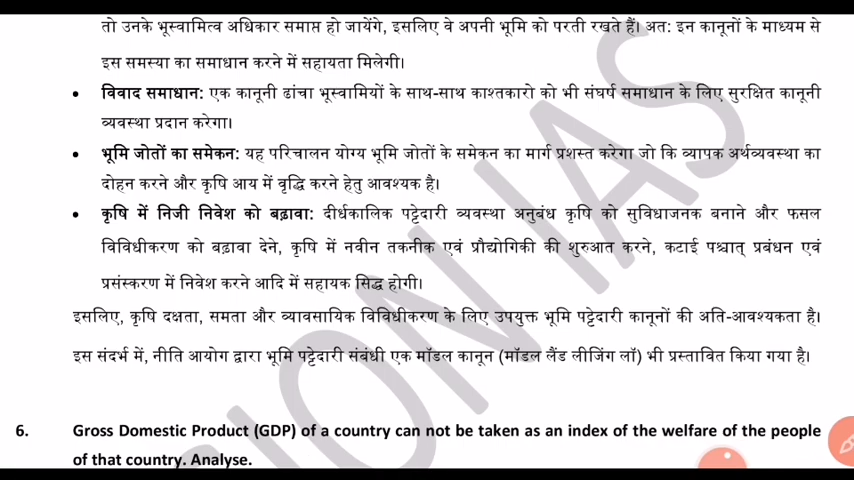 तो उनके भूस्वामित्व अधिकार समाप्त हो जायेंगे, इसलिए वे अपनी भूमि को परती रखते हैं। अत: इन कानूनों के माध्यम से
इस समस्या का समाधान करने में सहायता मिलेगी।
• विवाद समाधान: एक कानूनी ढांचा भूस्वामियों के साथ-साथ काश्तकारो को भी संघर्ष समाधान के लिए सुरक्षित कानूनी
व्यवस्था प्रदान करेगा।
• भूमि जोतों का समेकन: यह परिचालन योग्य भूमि जोतों के समेकन का मार्ग प्रशस्त करेगा जो कि व्यापक अर्थव्यवस्था का
दोहन करने और कृषि आय में वृद्धि करने हेतु आवश्यक है।
• कृषि में निजी निवेश को बढ़ावा: दीर्धकालिक पट्टेदारी व्यवस्था अनुबंध कृषि को सुविधाजनक बनाने और फसल
विविधीकरण को बढ़ावा देने, कृषि में नवीन तकनीक एवं प्रौद्योगिकी की शुरुआत करने, कटाई पश्चात् प्रबंधन एवं
प्रसंस्करण में निवेश करने आदि में सहायक सिद्ध होगी।
इसलिए, कृषि दक्षता, समता और व्यावसायिक विविधीकरण के लिए उपयुक्त भूमि पट्टेदारी कानूनों की अति-आवश्यकता है।
इस संदर्भ में, नीति आयोग द्वारा भूमि पट्टेदारी संबंधी एक मॉडल कानून (मॉडल लैंड लीजिंग लॉ) भी प्रस्तावित किया गया है।
6. Gross Domestic Product (GDP) of a country can not be taken as an index of the welfare of the people
of that country. Analyse.
SION IAS